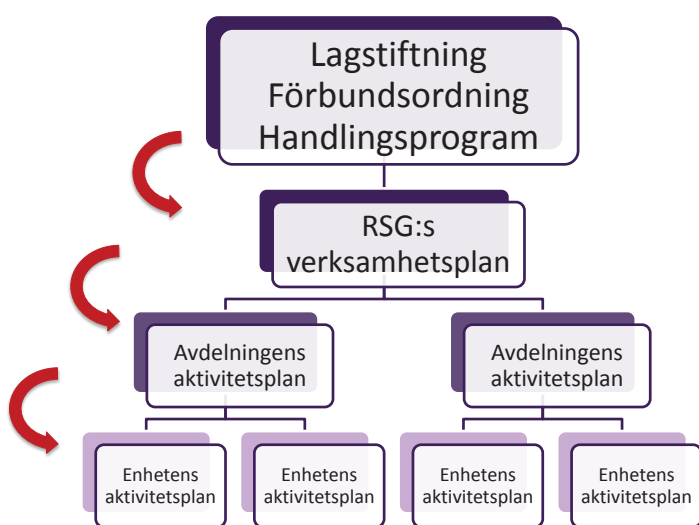 Lagstiftning
Förbundsordning
Handlingsprogram
RSG:s
verksamhetsplan
Avdelningens
aktivitetsplan
Avdelningens
aktivitetsplan
Enhetens
aktivitetsplan
Enhetens
aktivitetsplan
Enhetens
aktivitetsplan
Enhetens
aktivitetsplan